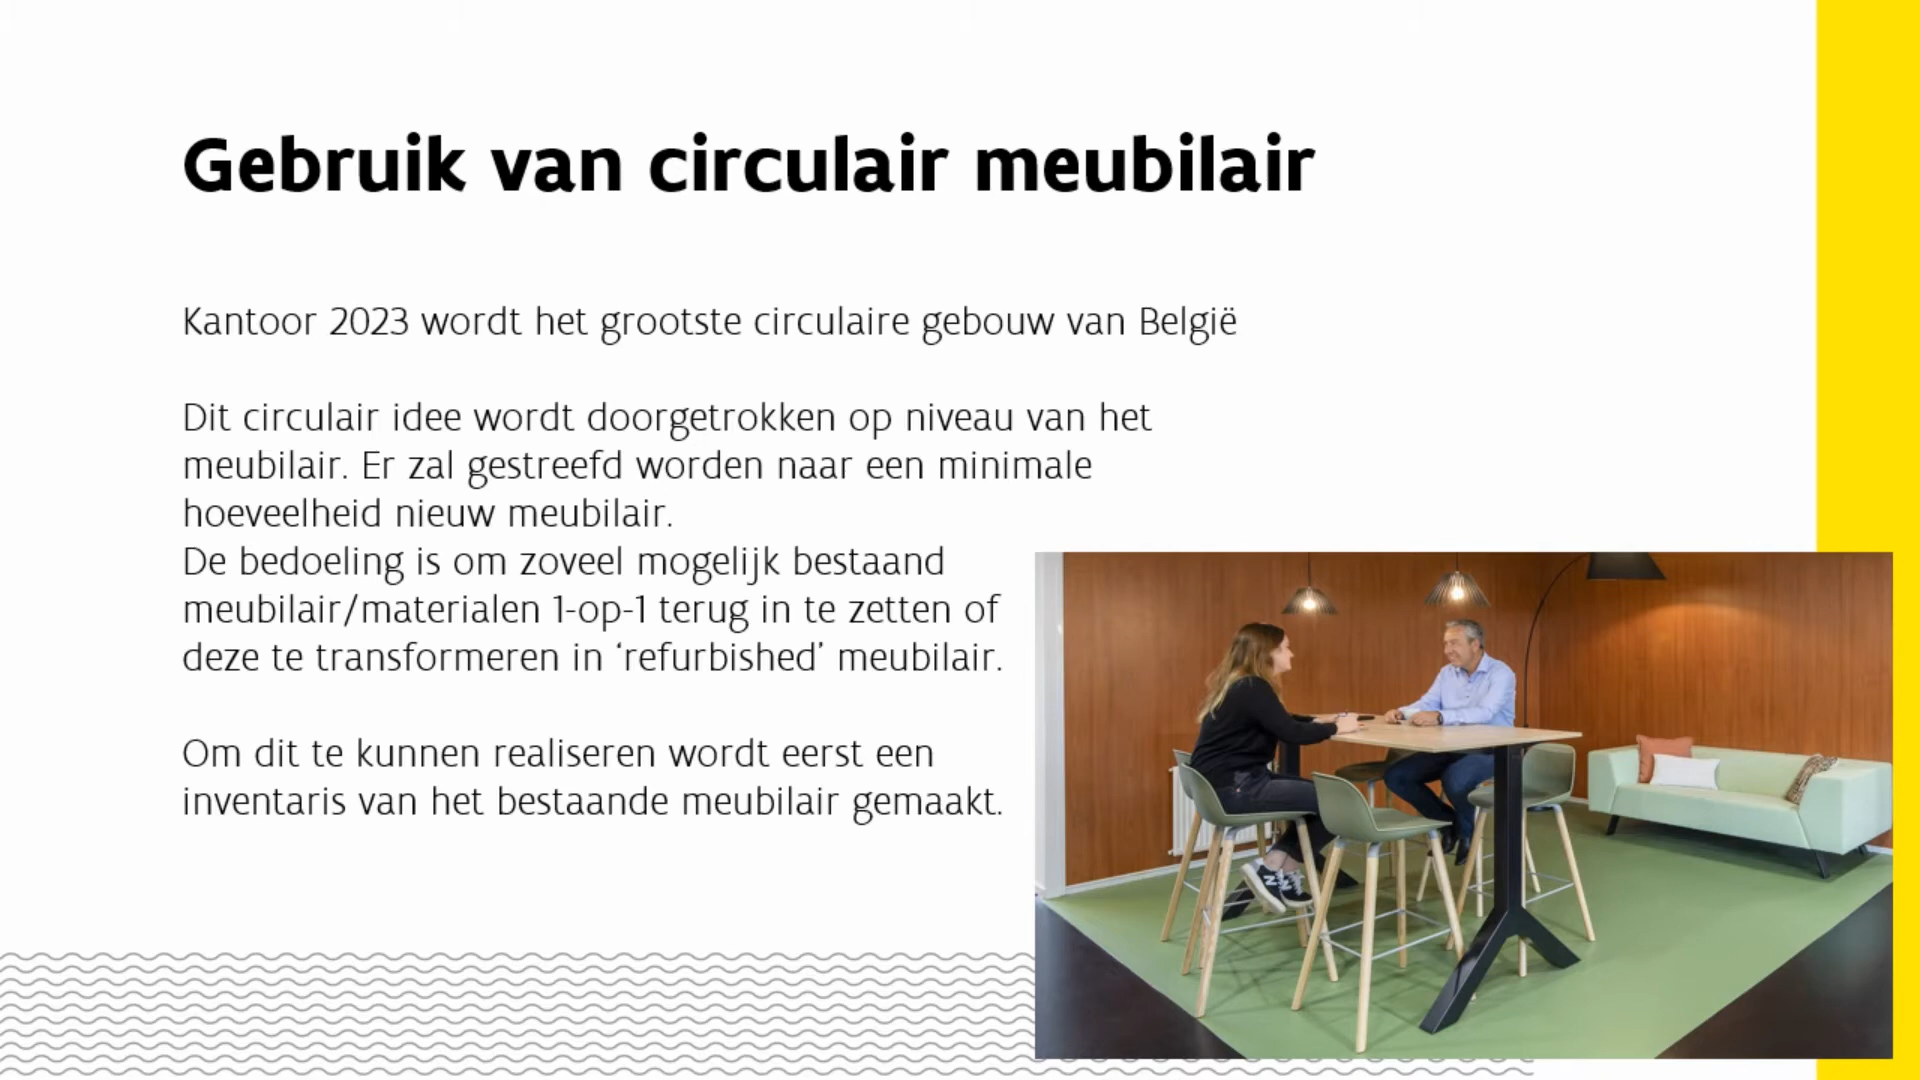 Gebruik van circulair meubilair
Kantoor 2023 wordt het grootste circulaire gebouw van België
Dit circulair idee wordt doorgetrokken op niveau van het
meubilair. Er zal gestreefd worden naar een minimale
hoeveelheid nieuw meubilair.
De bedoeling is om zoveel mogelijk bestaand
meubilair/materialen 1-op-1 terug in te zetten of
deze te transformeren in ‘refurbished’ meubilair.
Om dit te kunnen realiseren wordt eerst een
inventaris van het bestaande meubilair gemaakt.